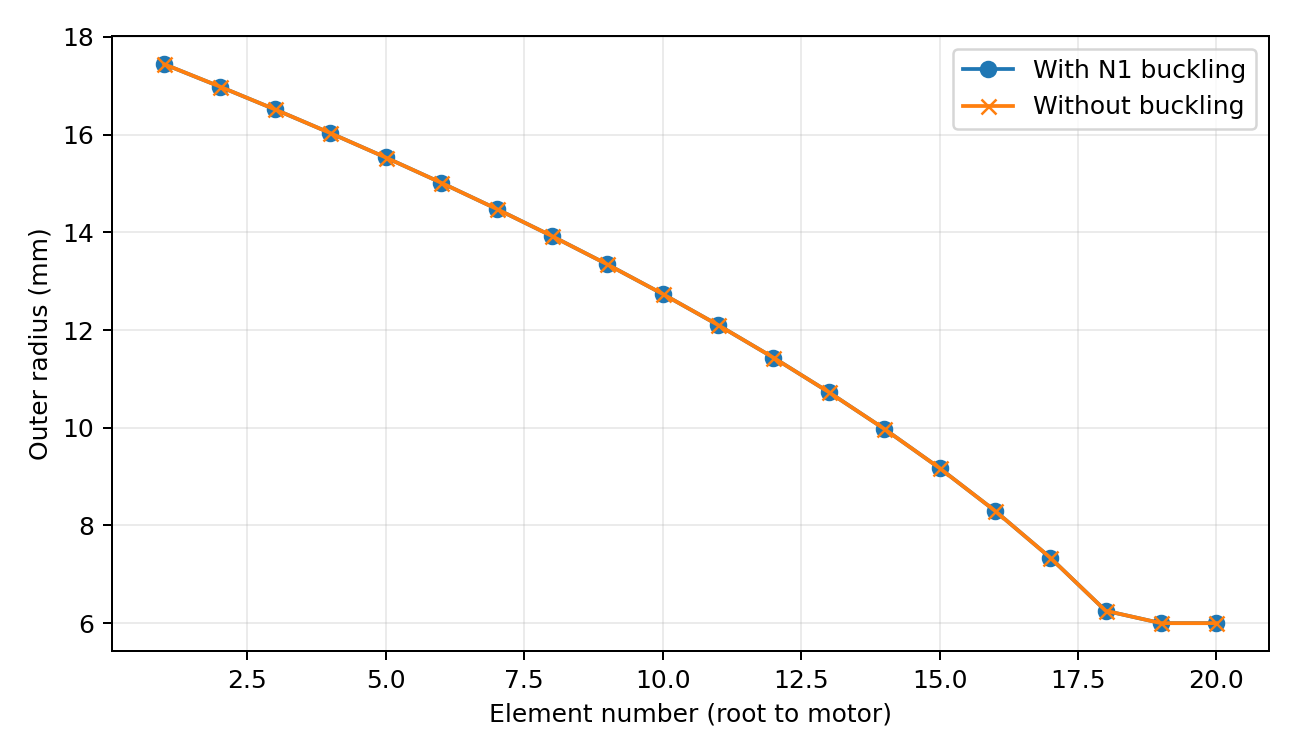 18
16
14
12
10
8
6
Outer radius (mm)
With N1 buckling
Without buckling
2.5 5.0 7.5 10.0 12.5 15.0 17.5 20.0
Element number (root to motor)